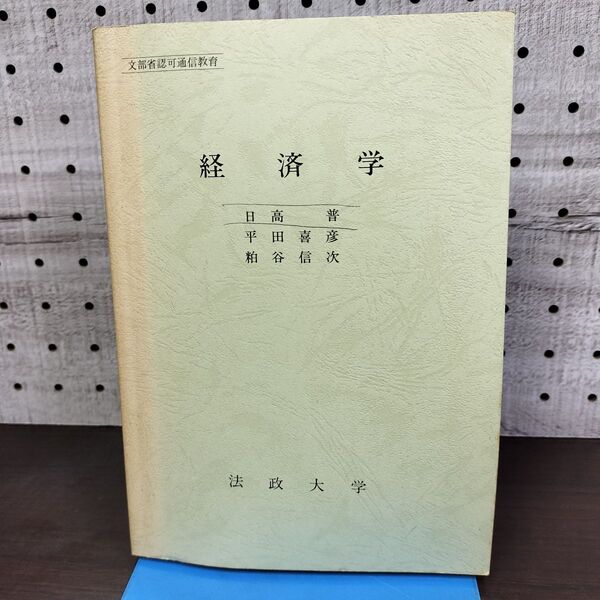 文部省認可通信教育
経済学
日高 普
平田喜彦
粕谷信次
法政大学